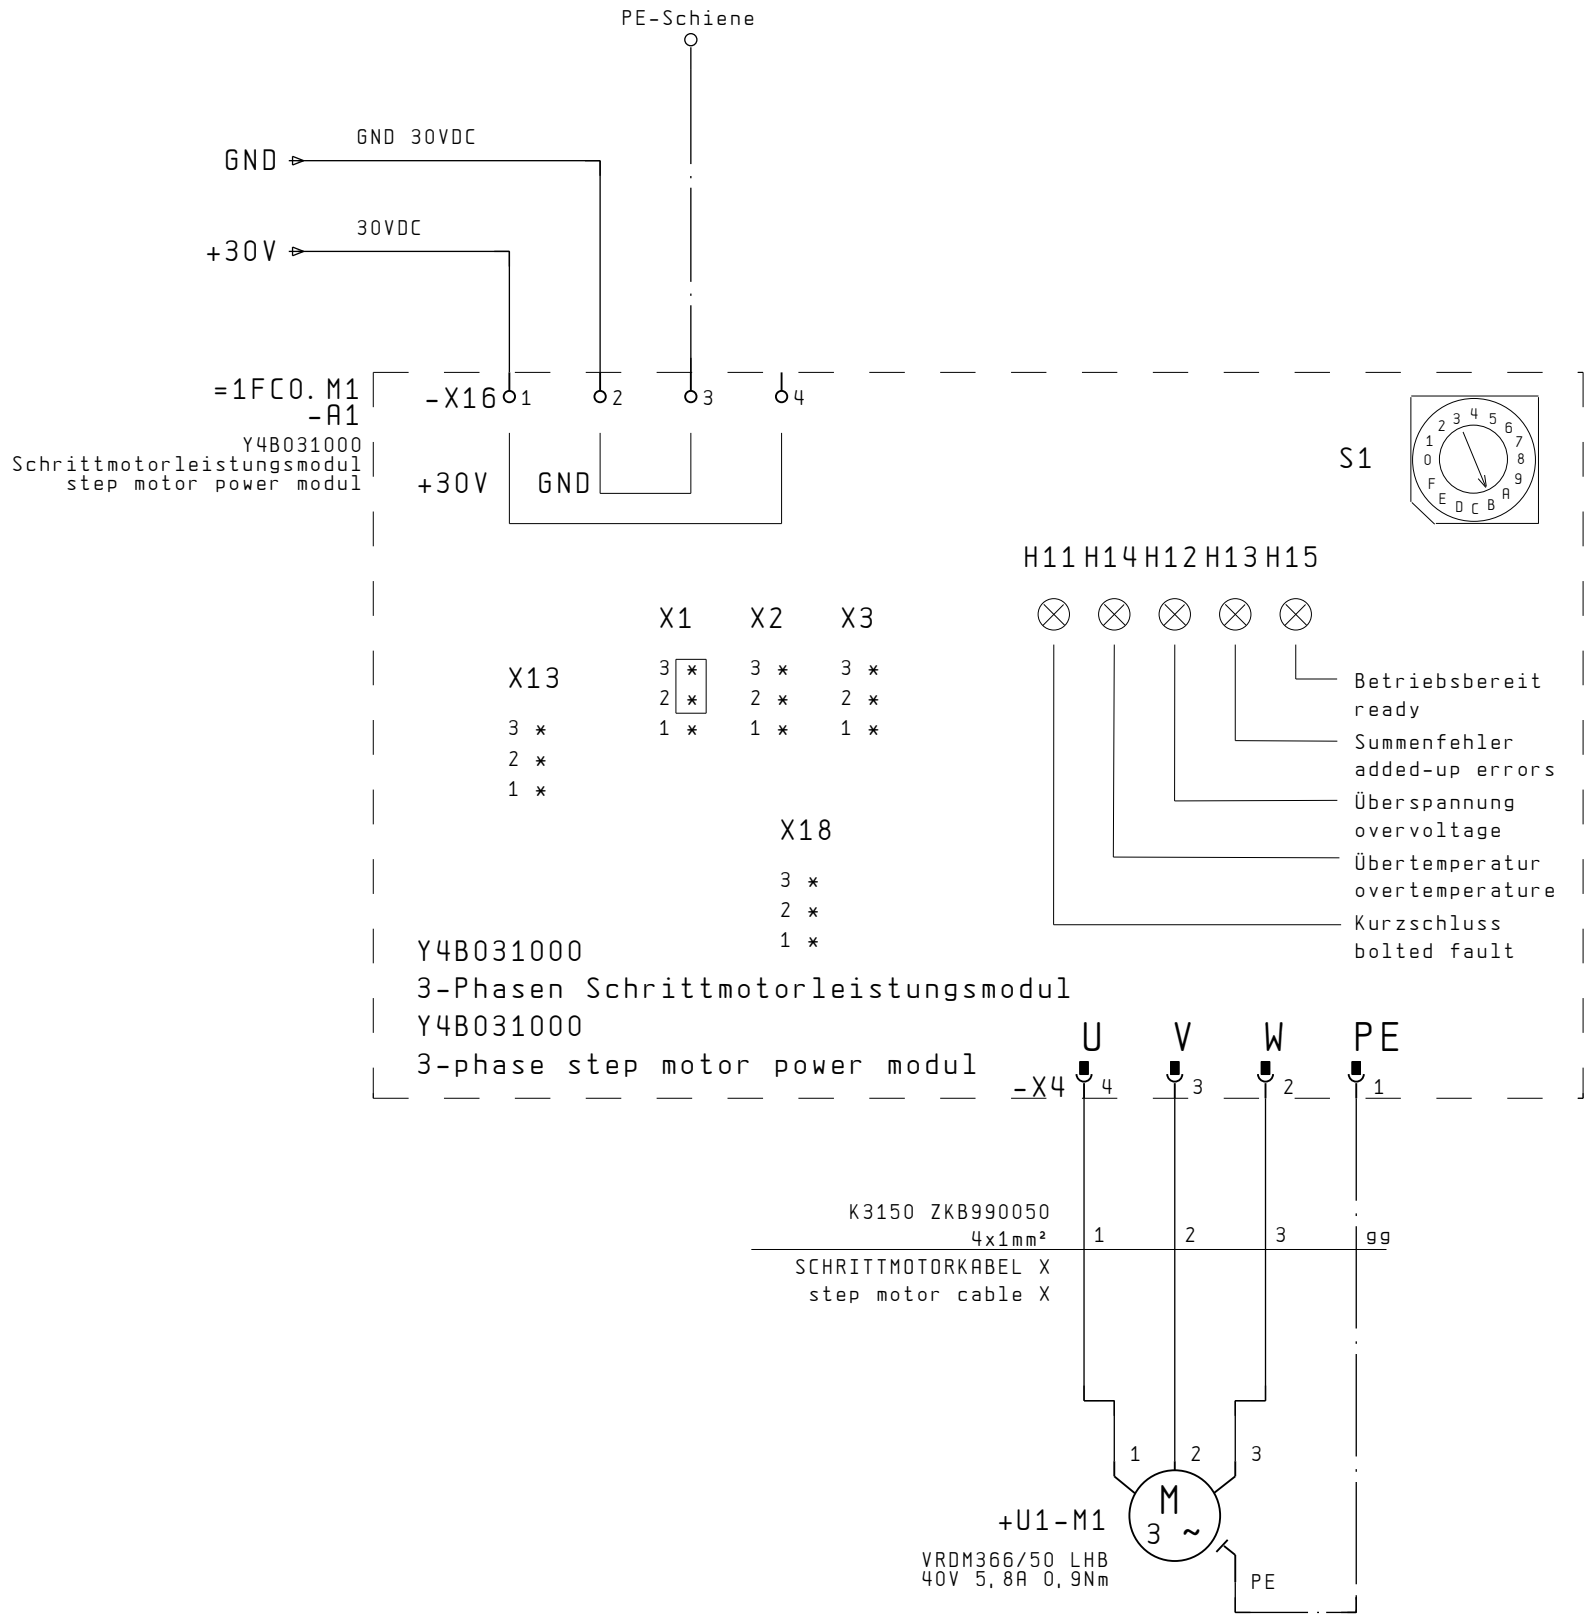 PE-Schiene
GND 30VDC
GND
30VDC
+30V
=1FC0.M1
-A1
Y4B031000
Schrittmotorleistungsmodul
step motor power modul
-X16 1 2 3 4
+30V GND
S1
0 1 2 3 4 5 6 7 8 9 A B C D E F
H11 H14 H12 H13 H15
X1 X2 X3
3 * 3 * 3 *
2 * 2 * 2 *
1 * 1 * 1 *
X13
3 *
2 *
1 *
X18
3 *
2 *
1 *
Betriebsbereit
ready
Summenfehler
added-up errors
Überspannung
overvoltage
Übertemperatur
overtemperature
Kurzschluss
bolted fault
Y4B031000
3-Phasen Schrittmotorleistungsmodul
Y4B031000
3-phase step motor power modul
U V W PE
-X4 4 3 2 1
K3150 ZKB990050
4x1mm²
1 2 3 gg
SCHRITTMOTORKABEL X
step motor cable X
1 2 3
M
3 ~
+U1-M1
VRDM366/50 LHB
40V 5,8A 0,9Nm
PE